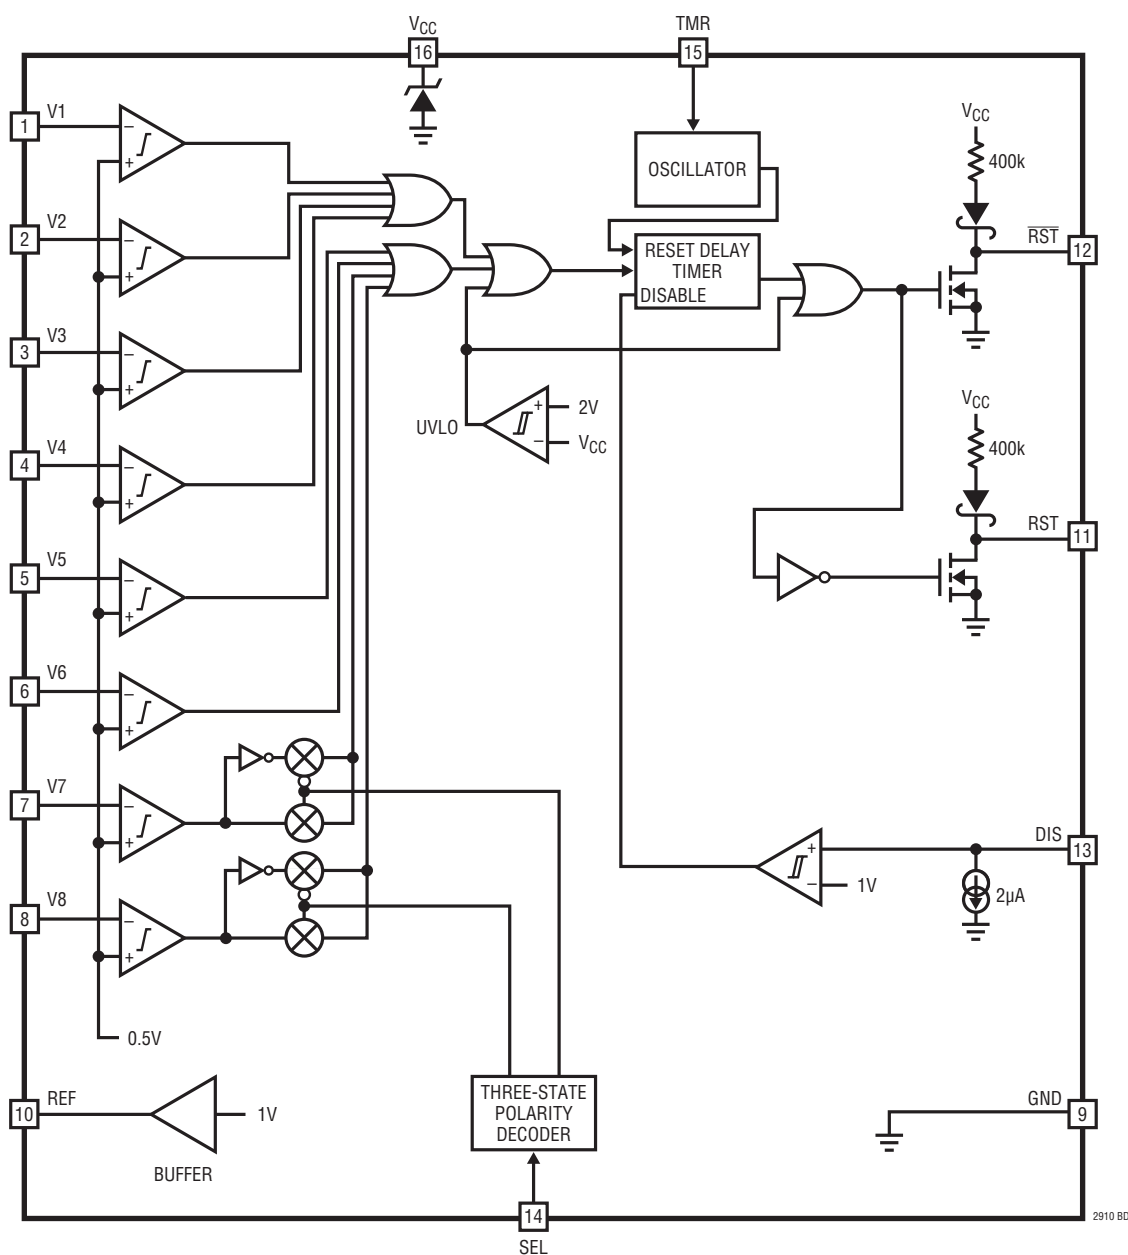 VCC
TMR
16
15
V1
1
−
+
VCC
400k
OSCILLATOR
V2
2
−
+
RST
12
RESET DELAY
TIMER
DISABLE
V3
3
−
+
UVLO
+
2V
−
VCC
VCC
400k
V4
4
−
+
RST
11
V5
5
−
+
V6
6
−
+
V7
7
−
+
DIS
13
+
−
1V
2µA
V8
8
−
+
0.5V
REF
10
1V
BUFFER
THREE-STATE
POLARITY
DECODER
GND
9
14
SEL
2910 BD